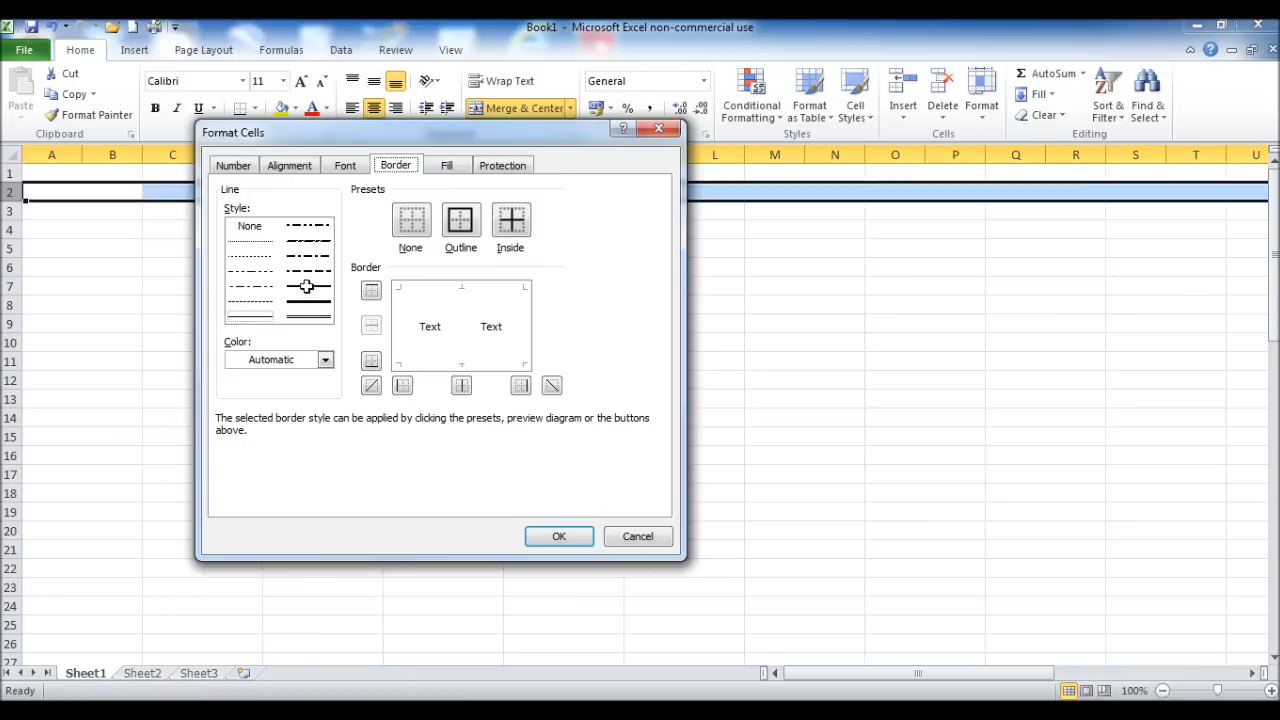 Book1 - Microsoft Excel non-commercial use
File Home Insert Page Layout Formulas Data Review View
Paste
Cut
Copy
Format Painter
Clipboard
Calibri 11
B I U
Wrap Text
Merge & Center
General
%
Conditional Formatting
Format as Table
Cell Styles
Styles
Insert
Delete
Format
Cells
AutoSum
Fill
Clear
Sort & Filter
Find & Select
Editing
A B C L M N O P Q R S T U
1
2
3
4
5
6
7
8
9
10
11
12
13
14
15
16
17
18
19
20
21
22
23
24
25
26
27
Format Cells
Number Alignment Font Border Fill Protection
Line
Style:
None
Color:
Automatic
Presets
None Outline Inside
Border
Text Text
The selected border style can be applied by clicking the presets, preview diagram or the buttons
above.
OK Cancel
Sheet1 Sheet2 Sheet3
Ready
100%